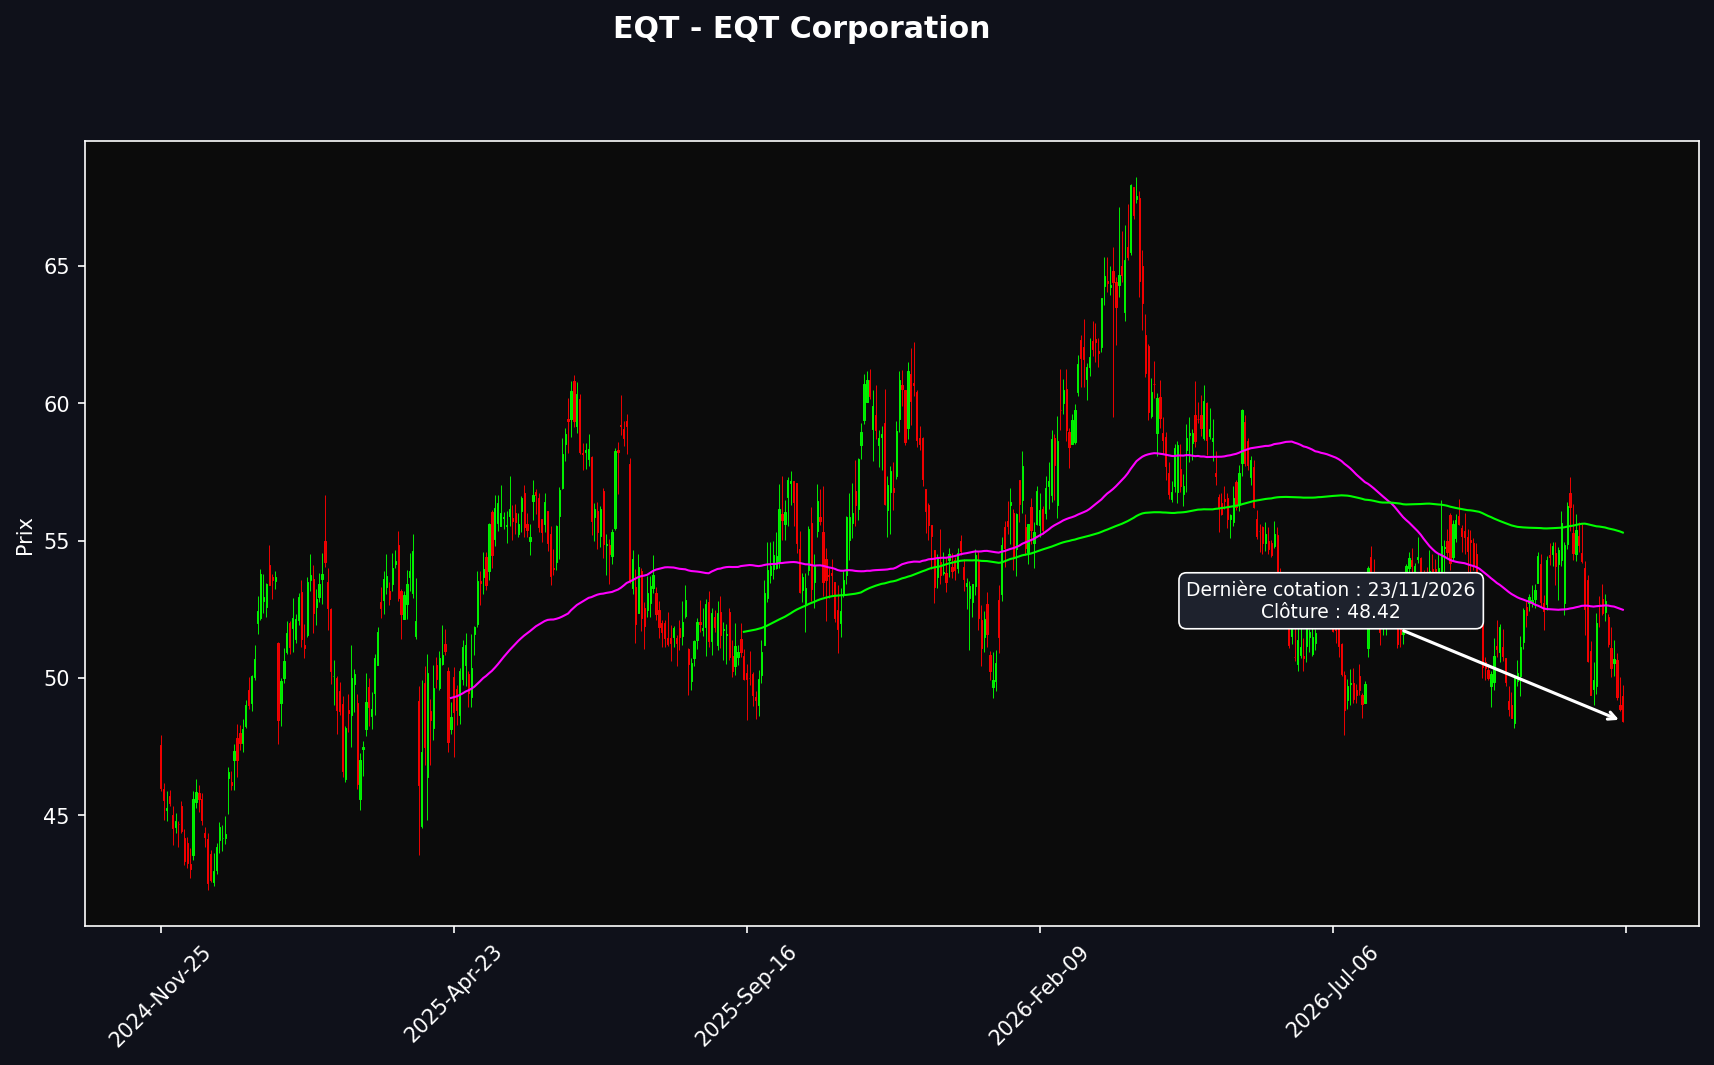 EQT - EQT Corporation
Prix
65
60
55
50
45
Dernière cotation : 23/11/2026
Clôture : 48.42
2024-Nov-25
2025-Apr-23
2025-Sep-16
2026-Feb-09
2026-Jul-06